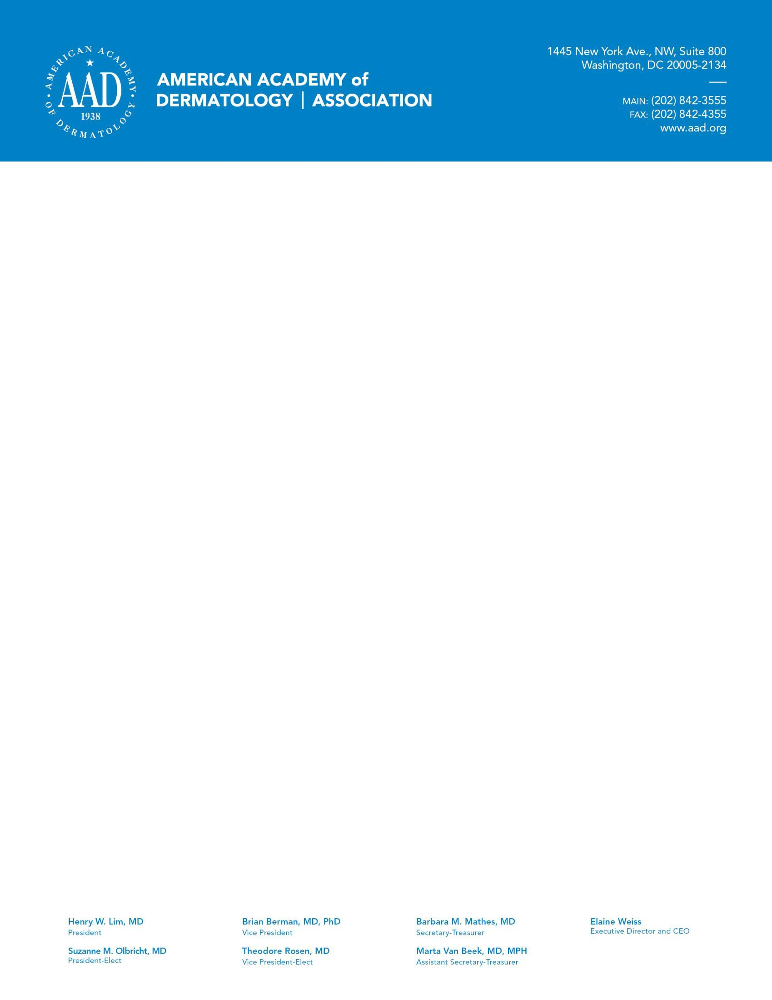 AMERICAN ACADEMY
OF DERMATOLOGY
AAD
1938
AMERICAN ACADEMY of
DERMATOLOGY | ASSOCIATION
1445 New York Ave., NW, Suite 800
Washington, DC 20005-2134
MAIN: (202) 842-3555
FAX: (202) 842-4355
www.aad.org
Henry W. Lim, MD
President
Suzanne M. Olbricht, MD
President-Elect
Brian Berman, MD, PhD
Vice President
Theodore Rosen, MD
Vice President-Elect
Barbara M. Mathes, MD
Secretary-Treasurer
Marta Van Beek, MD, MPH
Assistant Secretary-Treasurer
Elaine Weiss
Executive Director and CEO